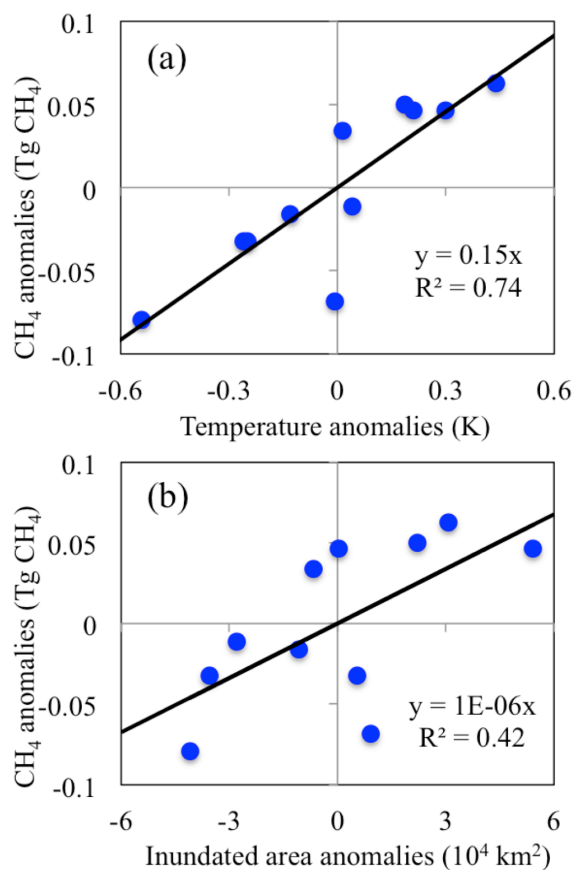 (a)
CH₄ anomalies (Tg CH₄)
0.1
0.05
0
-0.05
-0.1
y = 0.15x
R² = 0.74
-0.6 -0.3 0 0.3 0.6
Temperature anomalies (K)
(b)
CH₄ anomalies (Tg CH₄)
0.1
0.05
0
-0.05
-0.1
y = 1E-06x
R² = 0.42
-6 -3 0 3 6
Inundated area anomalies (10⁴ km²)